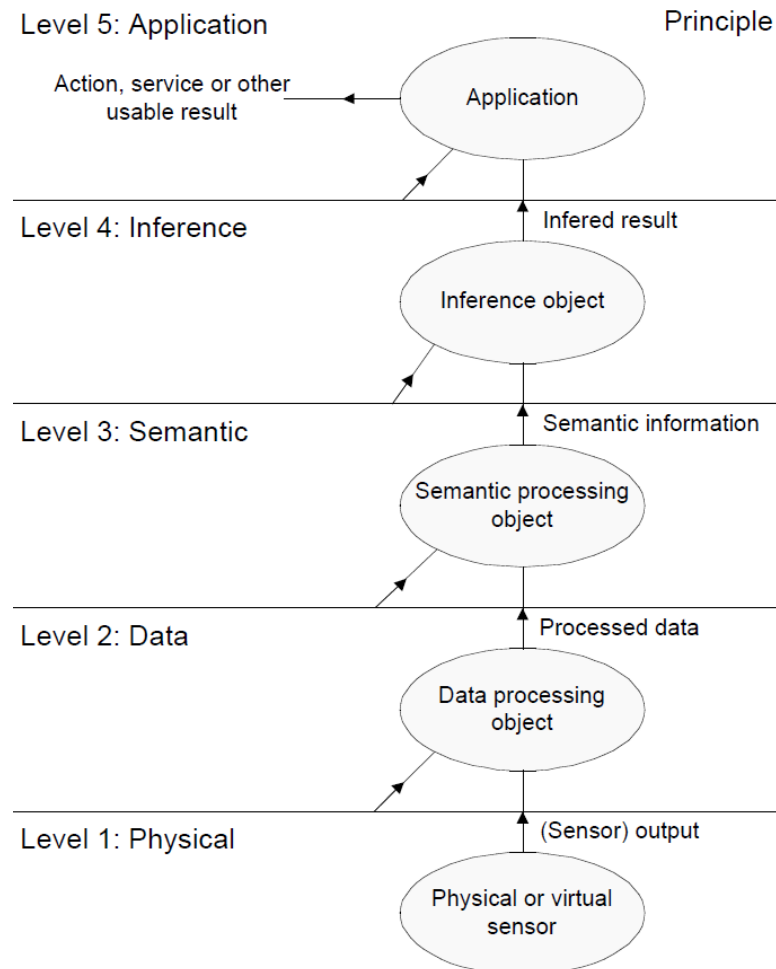 Level 5: Application
Principle
Action, service or other
usable result
Application
Level 4: Inference
Infered result
Inference object
Level 3: Semantic
Semantic information
Semantic processing
object
Level 2: Data
Processed data
Data processing
object
Level 1: Physical
(Sensor) output
Physical or virtual
sensor